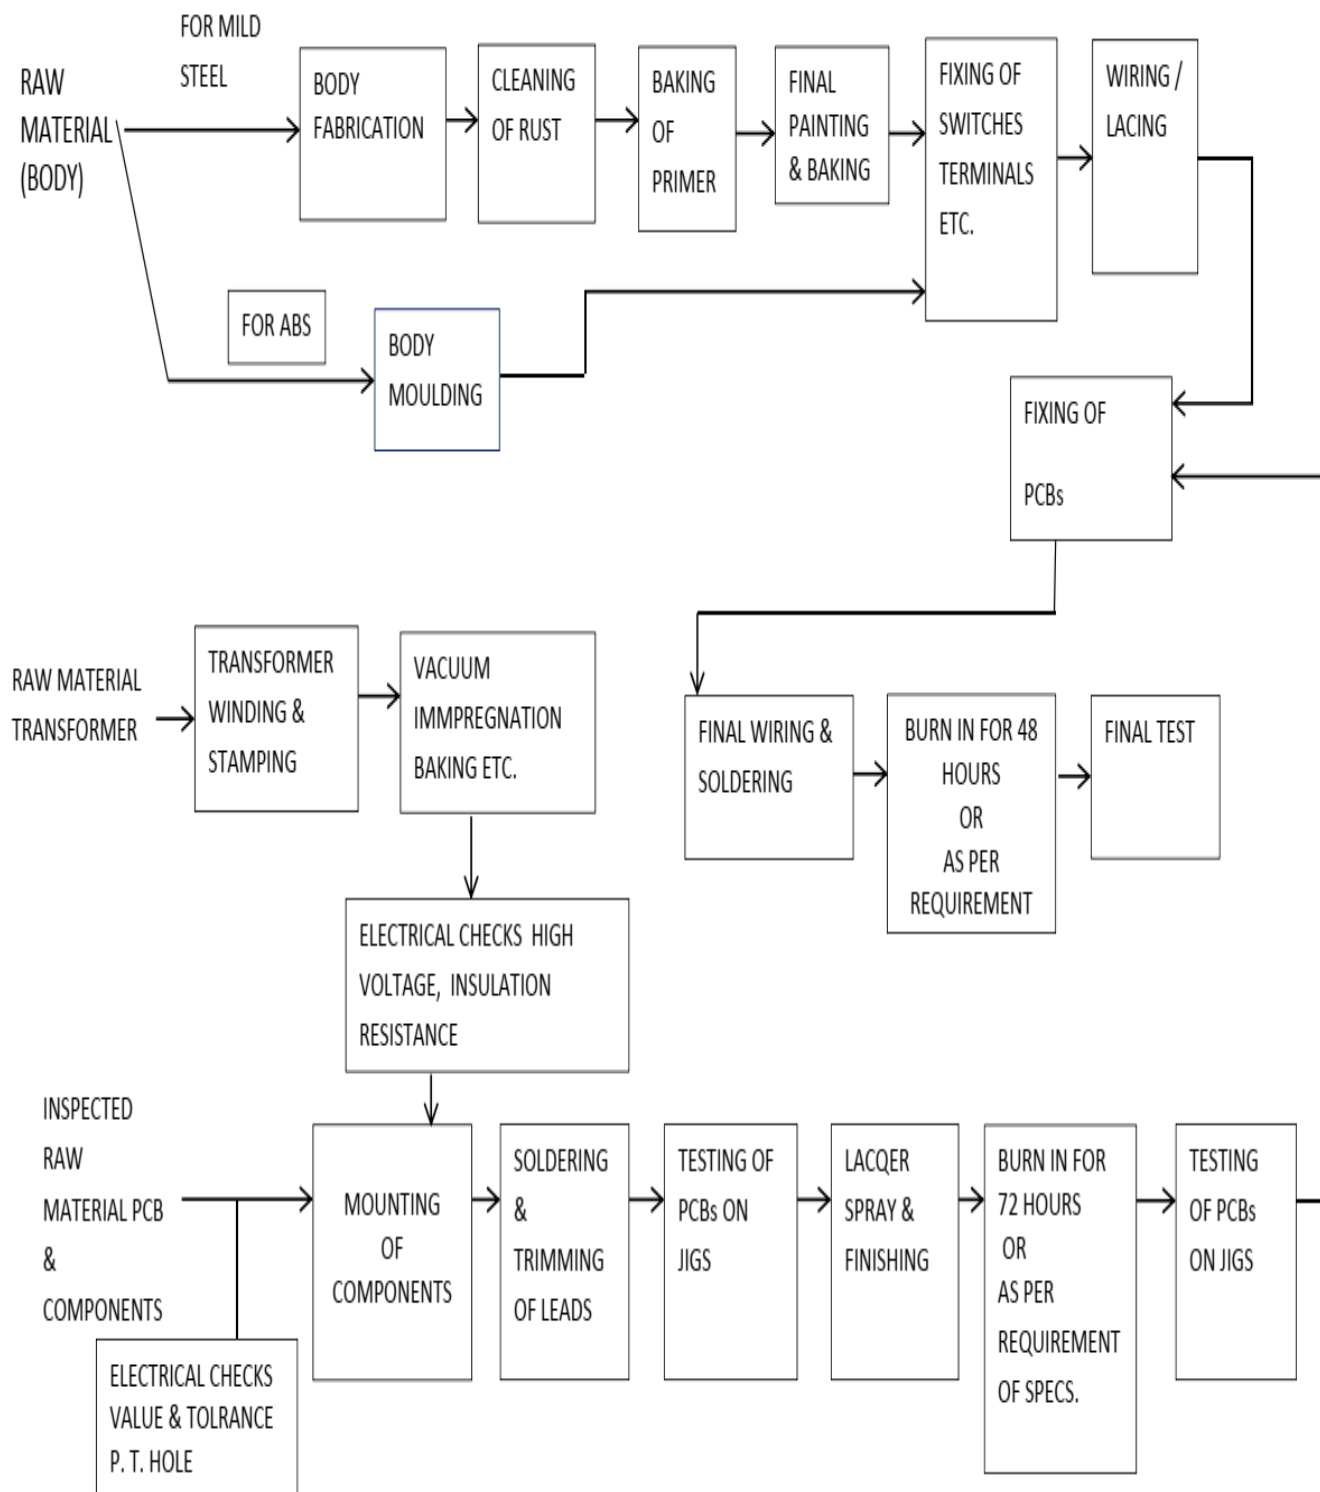 FOR MILD
STEEL
RAW
MATERIAL
(BODY)
BODY
FABRICATION
CLEANING
OF RUST
BAKING
OF
PRIMER
FINAL
PAINTING
& BAKING
FIXING OF
SWITCHES
TERMINALS
ETC.
WIRING /
LACING
FOR ABS
BODY
MOULDING
FIXING OF
PCBs
RAW MATERIAL
TRANSFORMER
TRANSFORMER
WINDING &
STAMPING
VACUUM
IMMPREGNATION
BAKING ETC.
FINAL WIRING &
SOLDERING
BURN IN FOR 48
HOURS
OR
AS PER
REQUIREMENT
FINAL TEST
ELECTRICAL CHECKS HIGH
VOLTAGE, INSULATION
RESISTANCE
INSPECTED
RAW
MATERIAL PCB
&
COMPONENTS
MOUNTING
OF
COMPONENTS
SOLDERING
&
TRIMMING
OF LEADS
TESTING OF
PCBs ON
JIGS
LACQER
SPRAY &
FINISHING
BURN IN FOR
72 HOURS
OR
AS PER
REQUIREMENT
OF SPECS.
TESTING
OF PCBs
ON JIGS
ELECTRICAL CHECKS
VALUE & TOLRANCE
P. T. HOLE